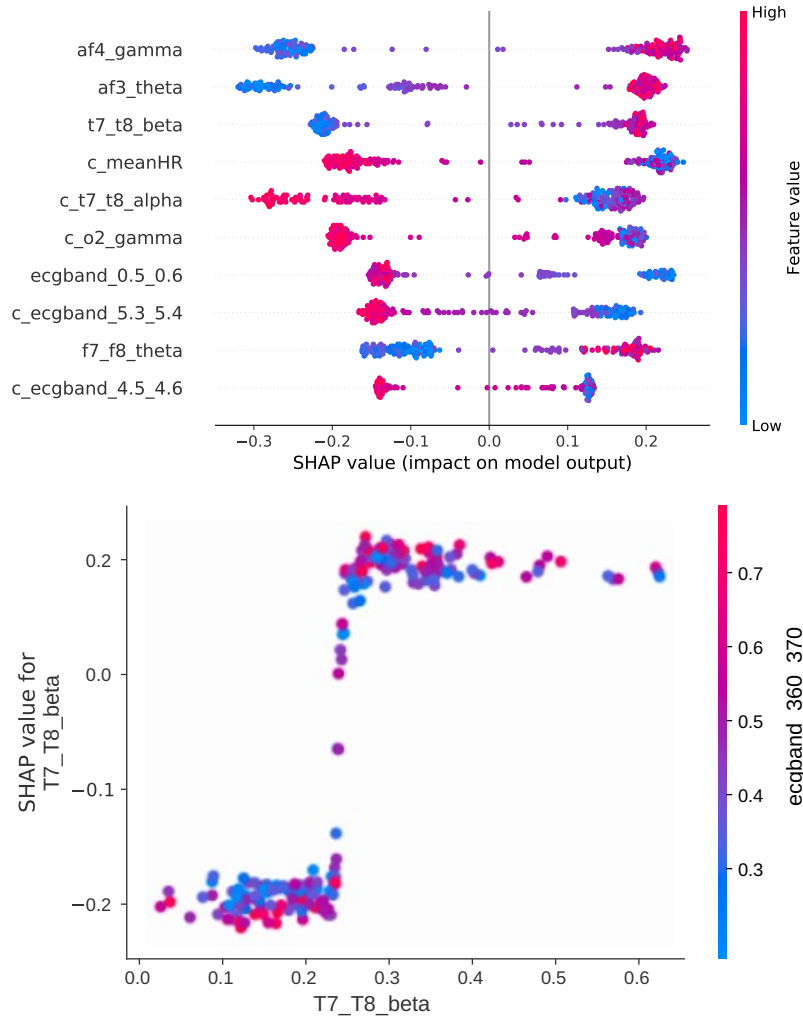 High
af4_gamma
af3_theta
t7_t8_beta
c_meanHR
c_t7_t8_alpha
c_o2_gamma
ecgband_0.5_0.6
c_ecgband_5.3_5.4
f7_f8_theta
c_ecgband_4.5_4.6
Feature value
Low
−0.3 −0.2 −0.1 0.0 0.1 0.2
SHAP value (impact on model output)
SHAP value for
T7_T8_beta
0.2
0.0
−0.1
−0.2
0.0 0.1 0.2 0.3 0.4 0.5 0.6
T7_T8_beta
0.7
0.6
0.5
0.4
0.3
ecgband 360 370